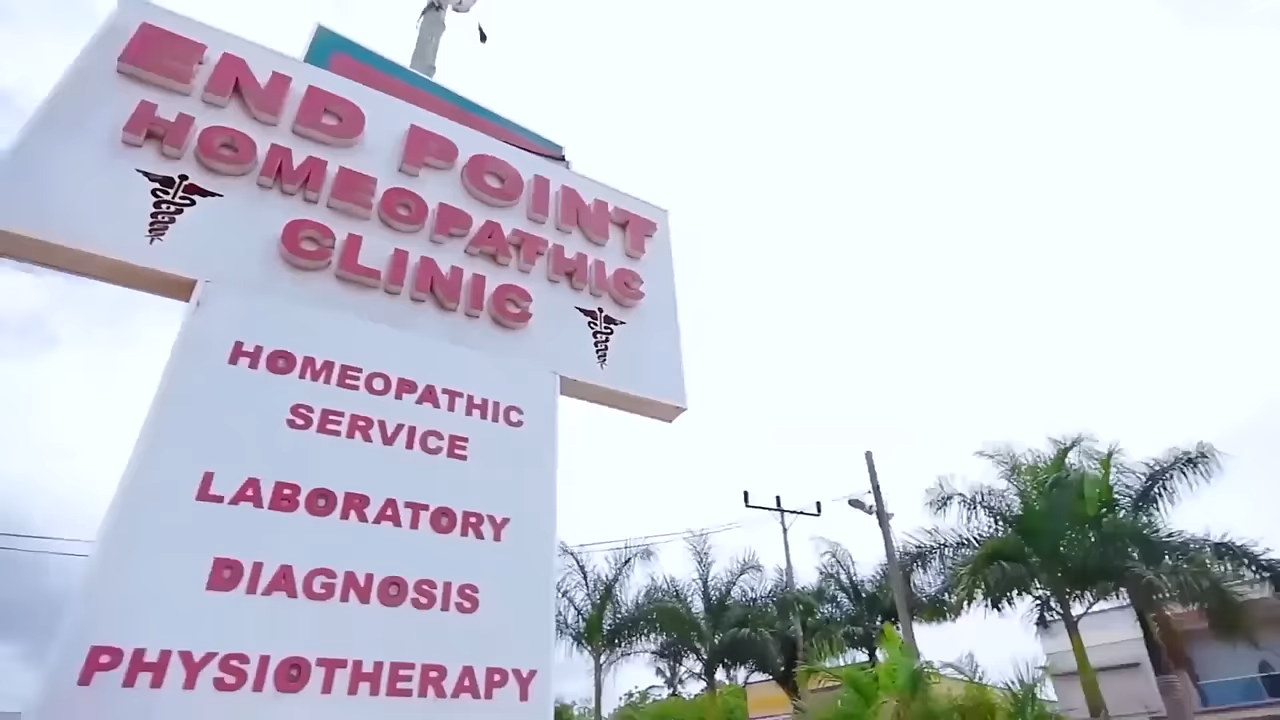 END POINT
HOMEOPATHIC
CLINIC
HOMEOPATHIC
SERVICE
LABORATORY
DIAGNOSIS
PHYSIOTHERAPY